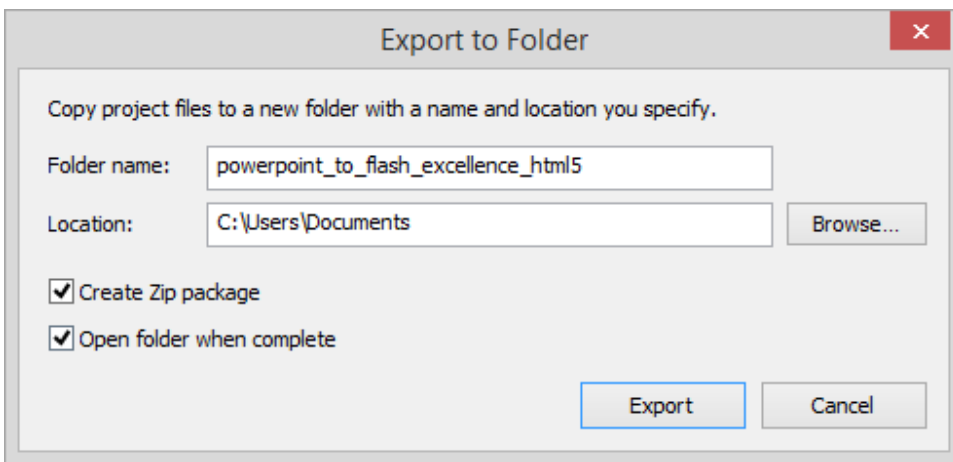 Export to Folder
Copy project files to a new folder with a name and location you specify.
Folder name: powerpoint_to_flash_excellence_html5
Location: C:\Users\Documents Browse...
Create Zip package
Open folder when complete
Export Cancel